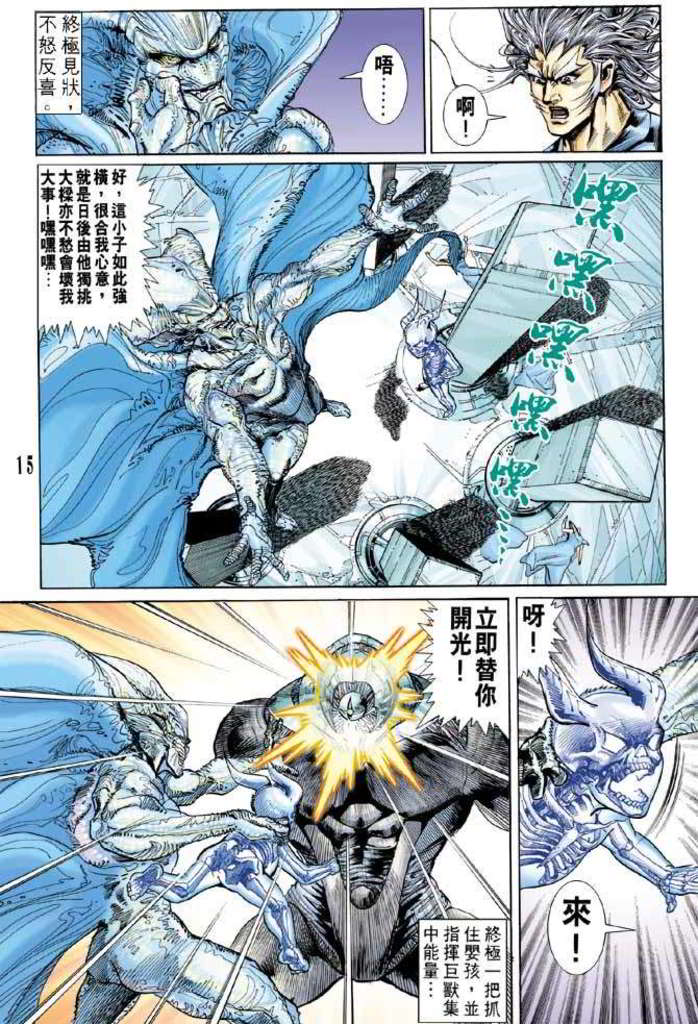 啊！
唔……
終極見狀，
不怒反喜。
嘿
嘿
嘿
嘿
嘿…
好，這小子如此強
橫，很合我心意，
就是日後由他獨挑
大樑亦不愁會壞我
大事！嘿嘿嘿…
15
呀！
來！
立即替你
開光！
終極一把抓
住嬰孩，並
指揮巨獸集
中能量…